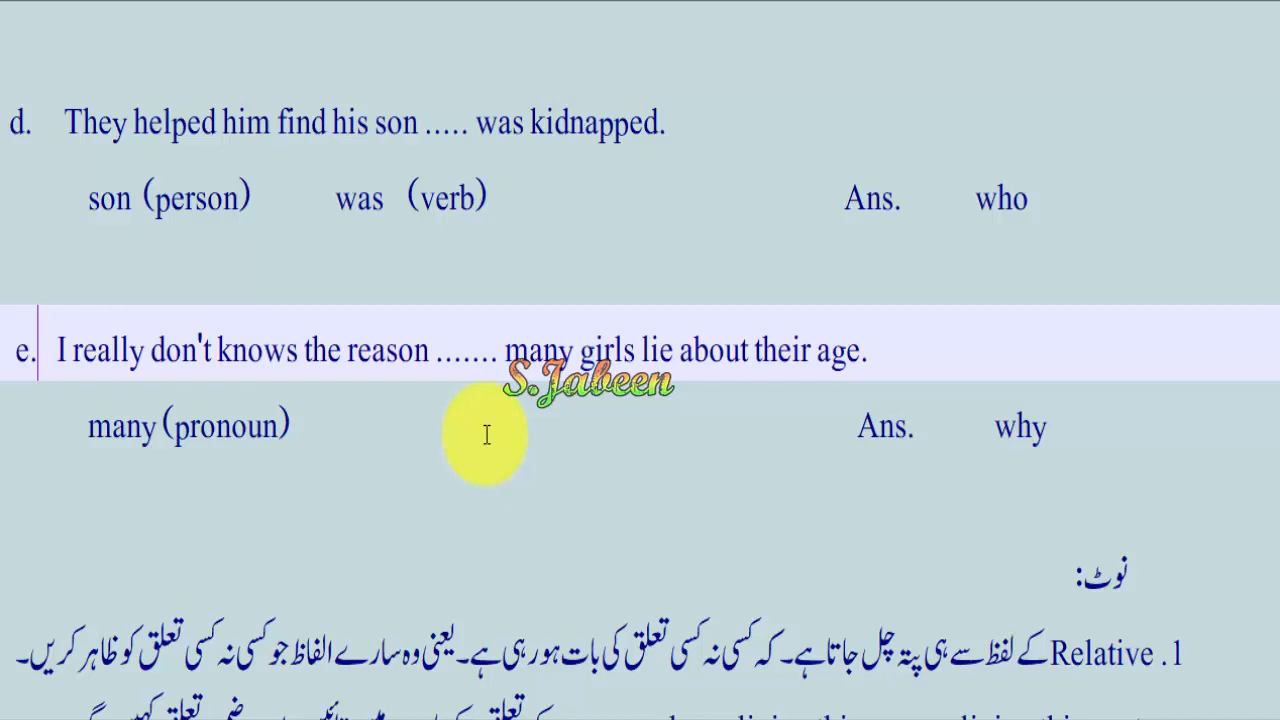 d. They helped him find his son ..... was kidnapped.
son (person) was (verb) Ans. who
e. I really don't knows the reason ....... many girls lie about their age.
S.Jabeen
many (pronoun) Ans. why
نوٹ:
1. Relative کے لفظ سے ہی پتہ چل جاتا ہے۔ کہ کسی نہ کسی تعلق کی بات ہو رہی ہے۔ یعنی وہ سارے الفاظ جو کسی نہ کسی تعلق کو ظاہر کریں۔